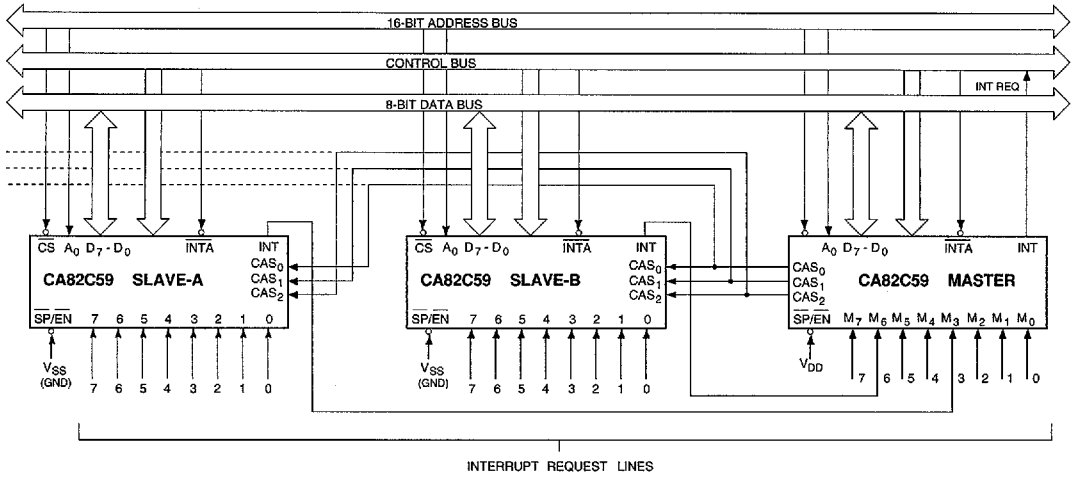 16-BIT ADDRESS BUS
CONTROL BUS
INT REQ
8-BIT DATA BUS
CS A0 D7 - D0 INTA INT
CA82C59 SLAVE-A
CAS0
CAS1
CAS2
SP/EN 7 6 5 4 3 2 1 0
VSS
(GND)
7 6 5 4 3 2 1 0
CS A0 D7 - D0 INTA INT
CA82C59 SLAVE-B
CAS0
CAS1
CAS2
SP/EN 7 6 5 4 3 2 1 0
VSS
(GND)
7 6 5 4 3 2 1 0
A0 D7 - D0 INTA INT
CAS0
CAS1
CAS2
CA82C59 MASTER
SP/EN M7 M6 M5 M4 M3 M2 M1 M0
VDD
7 6 5 4 3 2 1 0
INTERRUPT REQUEST LINES